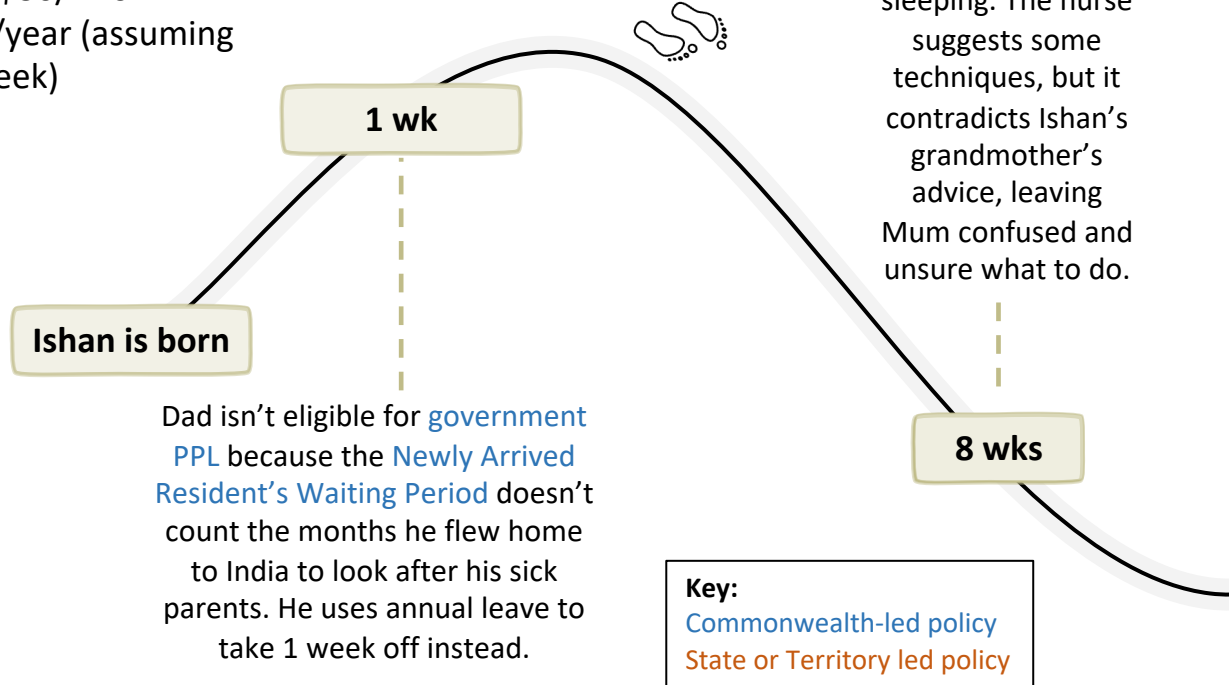 /year (assuming
eek)
1 wk
Ishan is born
Dad isn’t eligible for government
PPL because the Newly Arrived
Resident’s Waiting Period doesn’t
count the months he flew home
to India to look after his sick
parents. He uses annual leave to
take 1 week off instead.
sleeping. The nurse
suggests some
techniques, but it
contradicts Ishan’s
grandmother’s
advice, leaving
Mum confused and
unsure what to do.
8 wks
Key:
Commonwealth-led policy
State or Territory led policy